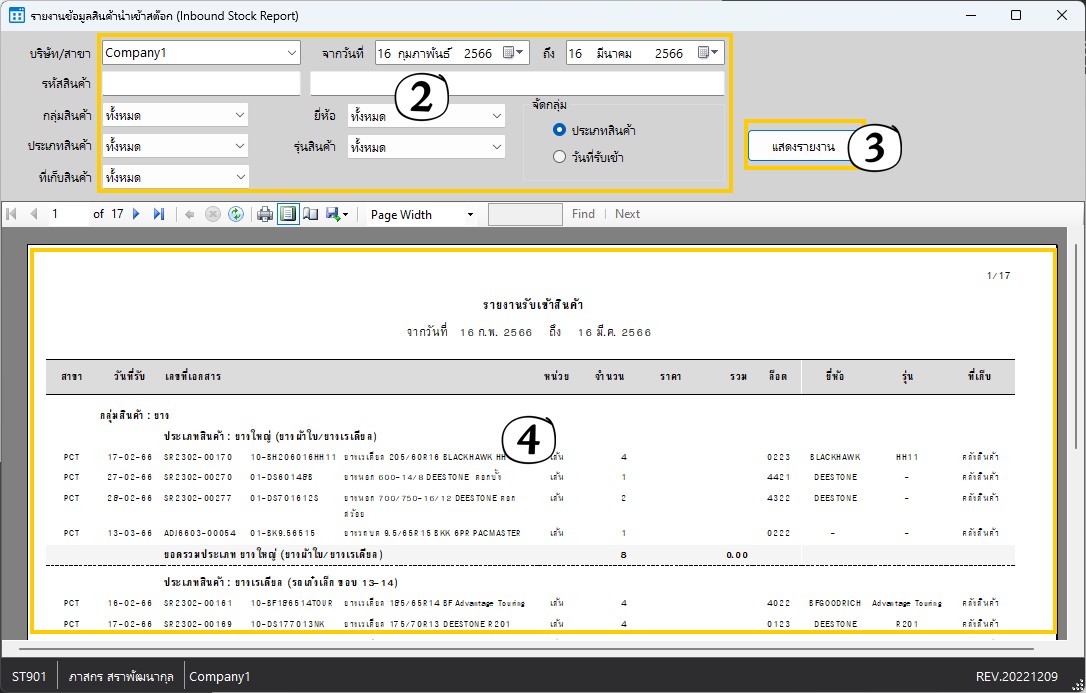 รายงานข้อมูลสินค้านำเข้าสต๊อก (Inbound Stock Report)
บริษัท/สาขา Company1 จากวันที่ 16 กุมภาพันธ์ 2566 ถึง 16 มีนาคม 2566
รหัสสินค้า
2
กลุ่มสินค้า ทั้งหมด ยี่ห้อ ทั้งหมด จัดกลุ่ม
ประเภทสินค้า
ประเภทสินค้า ทั้งหมด รุ่นสินค้า ทั้งหมด วันที่รับเข้า
แสดงรายงาน 3
ที่เก็บสินค้า ทั้งหมด
1 of 17 Page Width Find Next
1/17
รายงานรับเข้าสินค้า
จากวันที่ 16 ก.พ. 2566 ถึง 16 มี.ค. 2566
สาขา วันที่รับ เลขที่เอกสาร หน่วย จำนวน ราคา รวม ล็อต ยี่ห้อ รุ่น ที่เก็บ
กลุ่มสินค้า : ยาง
ประเภทสินค้า : ยางใหญ่ (ยางผ้าใบ/ยางเรเดียล)
4
PCT 17-02-66 SR2302-00170 10-BH206016HH11 ยางเรเดียล 205/60R16 BLACKHAWK HH เส้น 4 0223 BLACKHAWK HH11 คลังสินค้า
PCT 27-02-66 SR2302-00270 01-DS60148B ยางนอก 600-14/8 DEESTONE ดอกบั้ง เส้น 1 4421 DEESTONE - คลังสินค้า
PCT 28-02-66 SR2302-00277 01-DS701612S ยางนอก 700/750-16/12 DEESTONE ดอก เส้น 2 4322 DEESTONE - คลังสินค้า
สร้อย
PCT 13-03-66 ADJ6603-00054 01-BK9.56515 ยางรถบด 9.5/65R15 BKK 6PR PACMASTER เส้น 1 0222 - - คลังสินค้า
ยอดรวมประเภท ยางใหญ่ (ยางผ้าใบ/ยางเรเดียล) 8 0.00
ประเภทสินค้า : ยางเรเดียล (รถเก๋งเล็ก ขอบ 13-14)
PCT 16-02-66 SR2302-00161 10-BF186514TOUR ยางเรเดียล 185/65R14 BF Advantage Touring เส้น 4 4022 BFGOODRICH Advantage Touring คลังสินค้า
PCT 17-02-66 SR2302-00169 10-DS177013NK ยางเรเดียล 175/70R13 DEESTONE R201 เส้น 4 0123 DEESTONE R201 คลังสินค้า
ST901 ภาสกร สราพัฒนากุล Company1 REV.20221209